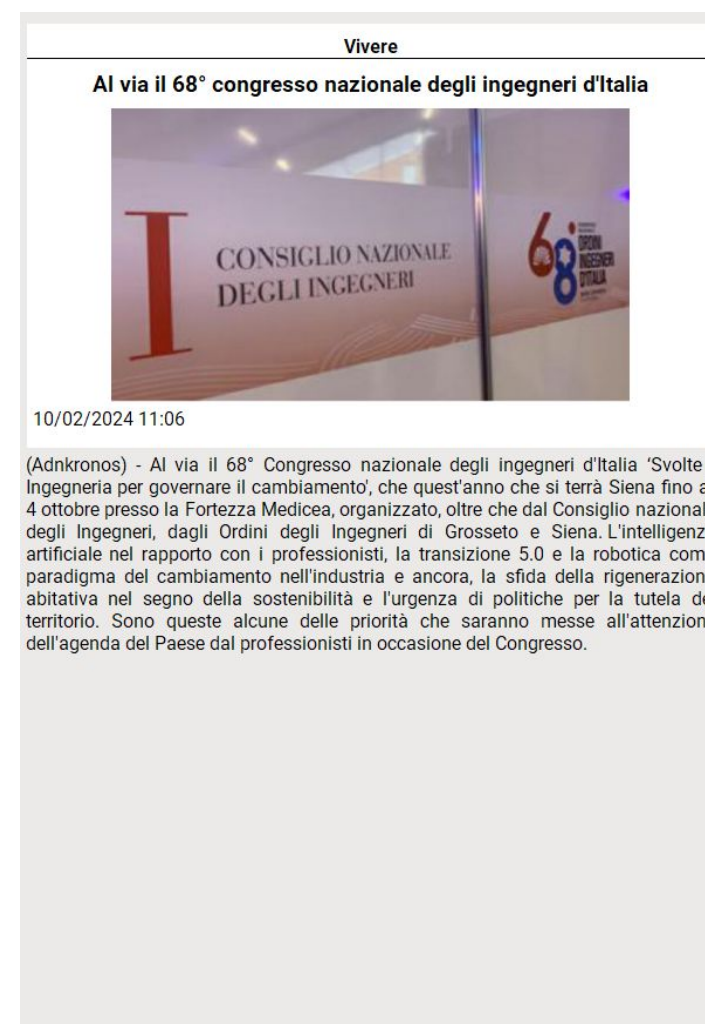 Vivere
Al via il 68° congresso nazionale degli ingegneri d'Italia
I
CONSIGLIO NAZIONALE
DEGLI INGEGNERI
68°
ORDINI
INGEGNERI
D'ITALIA
10/02/2024 11:06
(Adnkronos) - Al via il 68° Congresso nazionale degli ingegneri d'Italia ‘Svolte
Ingegneria per governare il cambiamento', che quest'anno che si terrà Siena fino a
4 ottobre presso la Fortezza Medicea, organizzato, oltre che dal Consiglio nazional
degli Ingegneri, dagli Ordini degli Ingegneri di Grosseto e Siena. L'intelligenz
artificiale nel rapporto con i professionisti, la transizione 5.0 e la robotica com
paradigma del cambiamento nell'industria e ancora, la sfida della rigenerazion
abitativa nel segno della sostenibilità e l'urgenza di politiche per la tutela de
territorio. Sono queste alcune delle priorità che saranno messe all'attenzion
dell'agenda del Paese dal professionisti in occasione del Congresso.